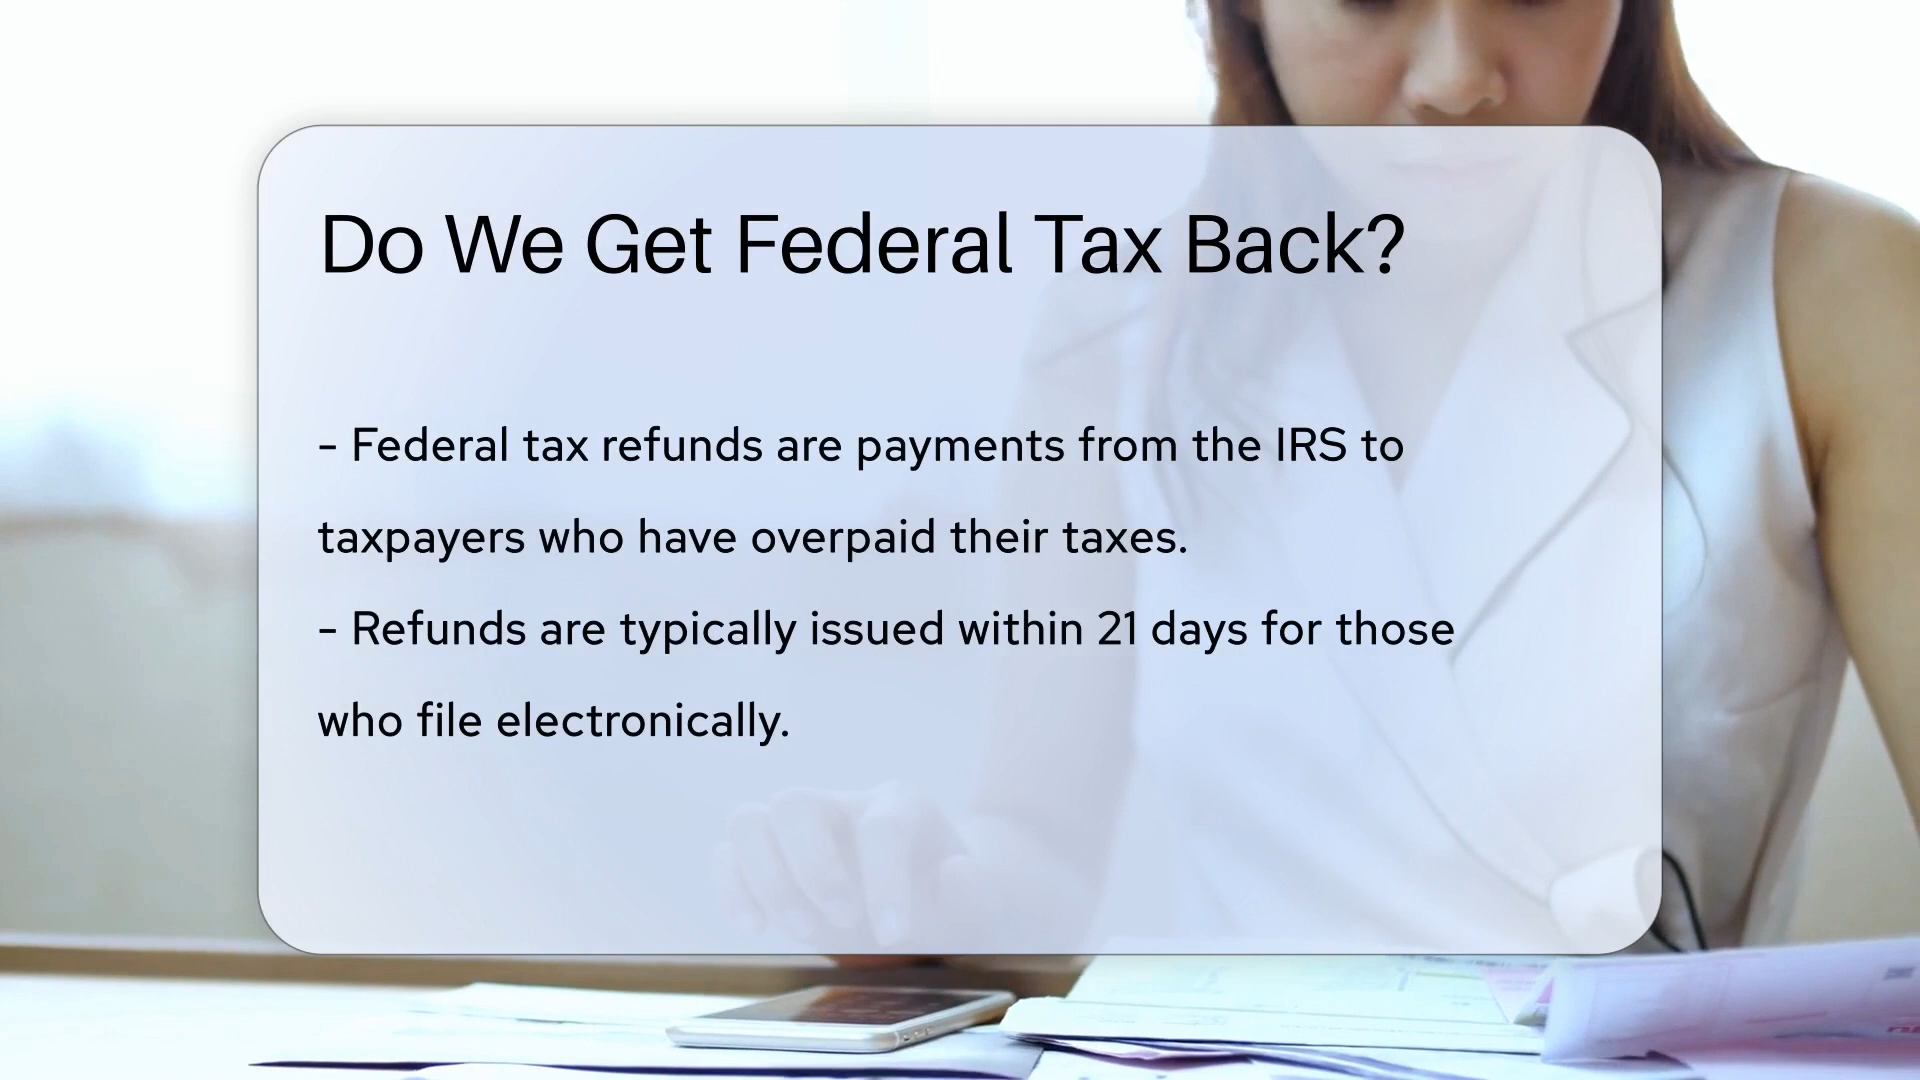 Do We Get Federal Tax Back?
- Federal tax refunds are payments from the IRS to
taxpayers who have overpaid their taxes.
- Refunds are typically issued within 21 days for those
who file electronically.